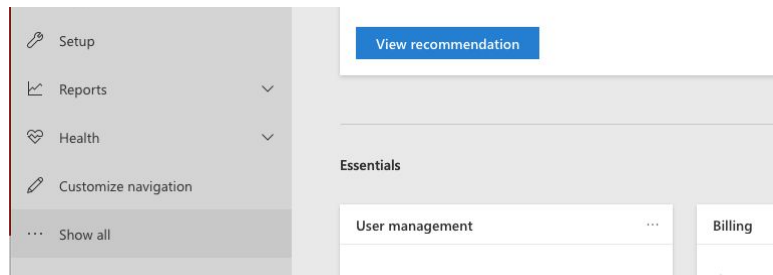 Setup
Reports
Health
Customize navigation
Show all
View recommendation
Essentials
User management
Billing